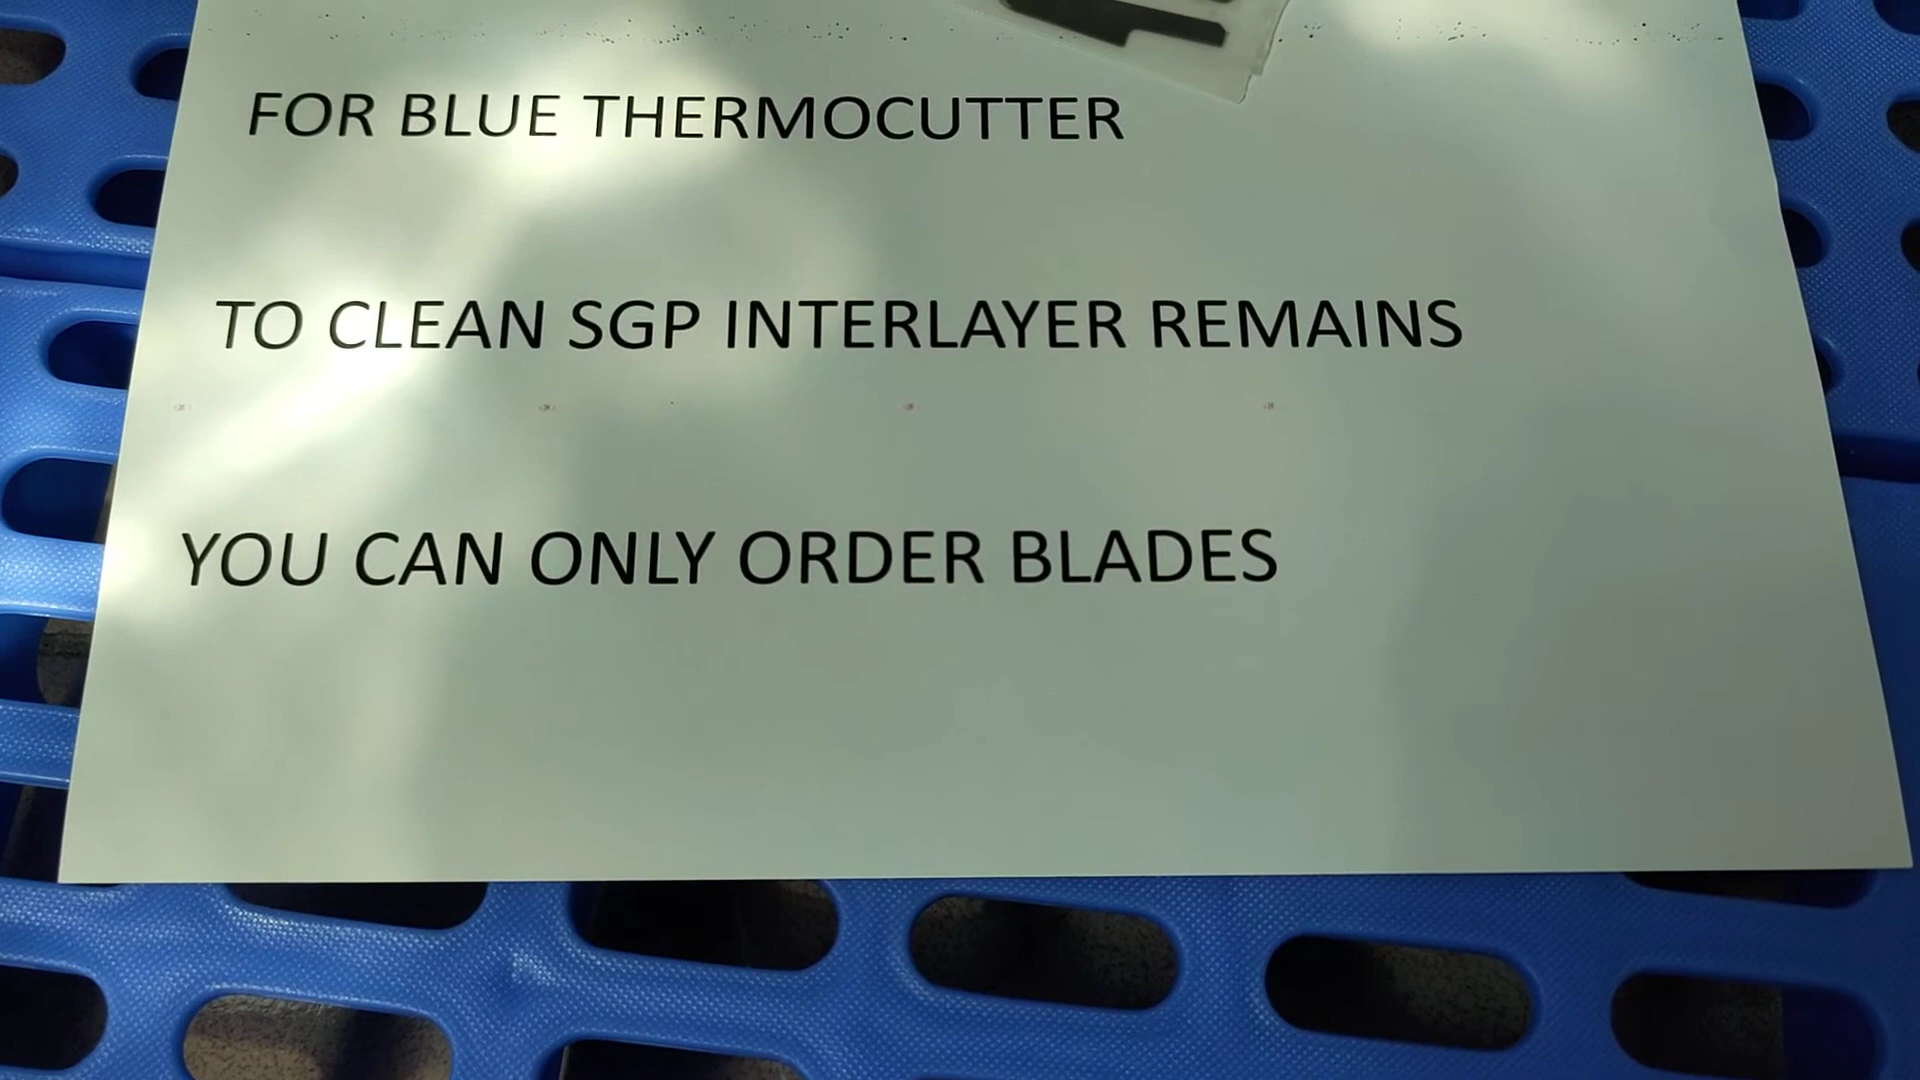 FOR BLUE THERMOCUTTER
TO CLEAN SGP INTERLAYER REMAINS
YOU CAN ONLY ORDER BLADES